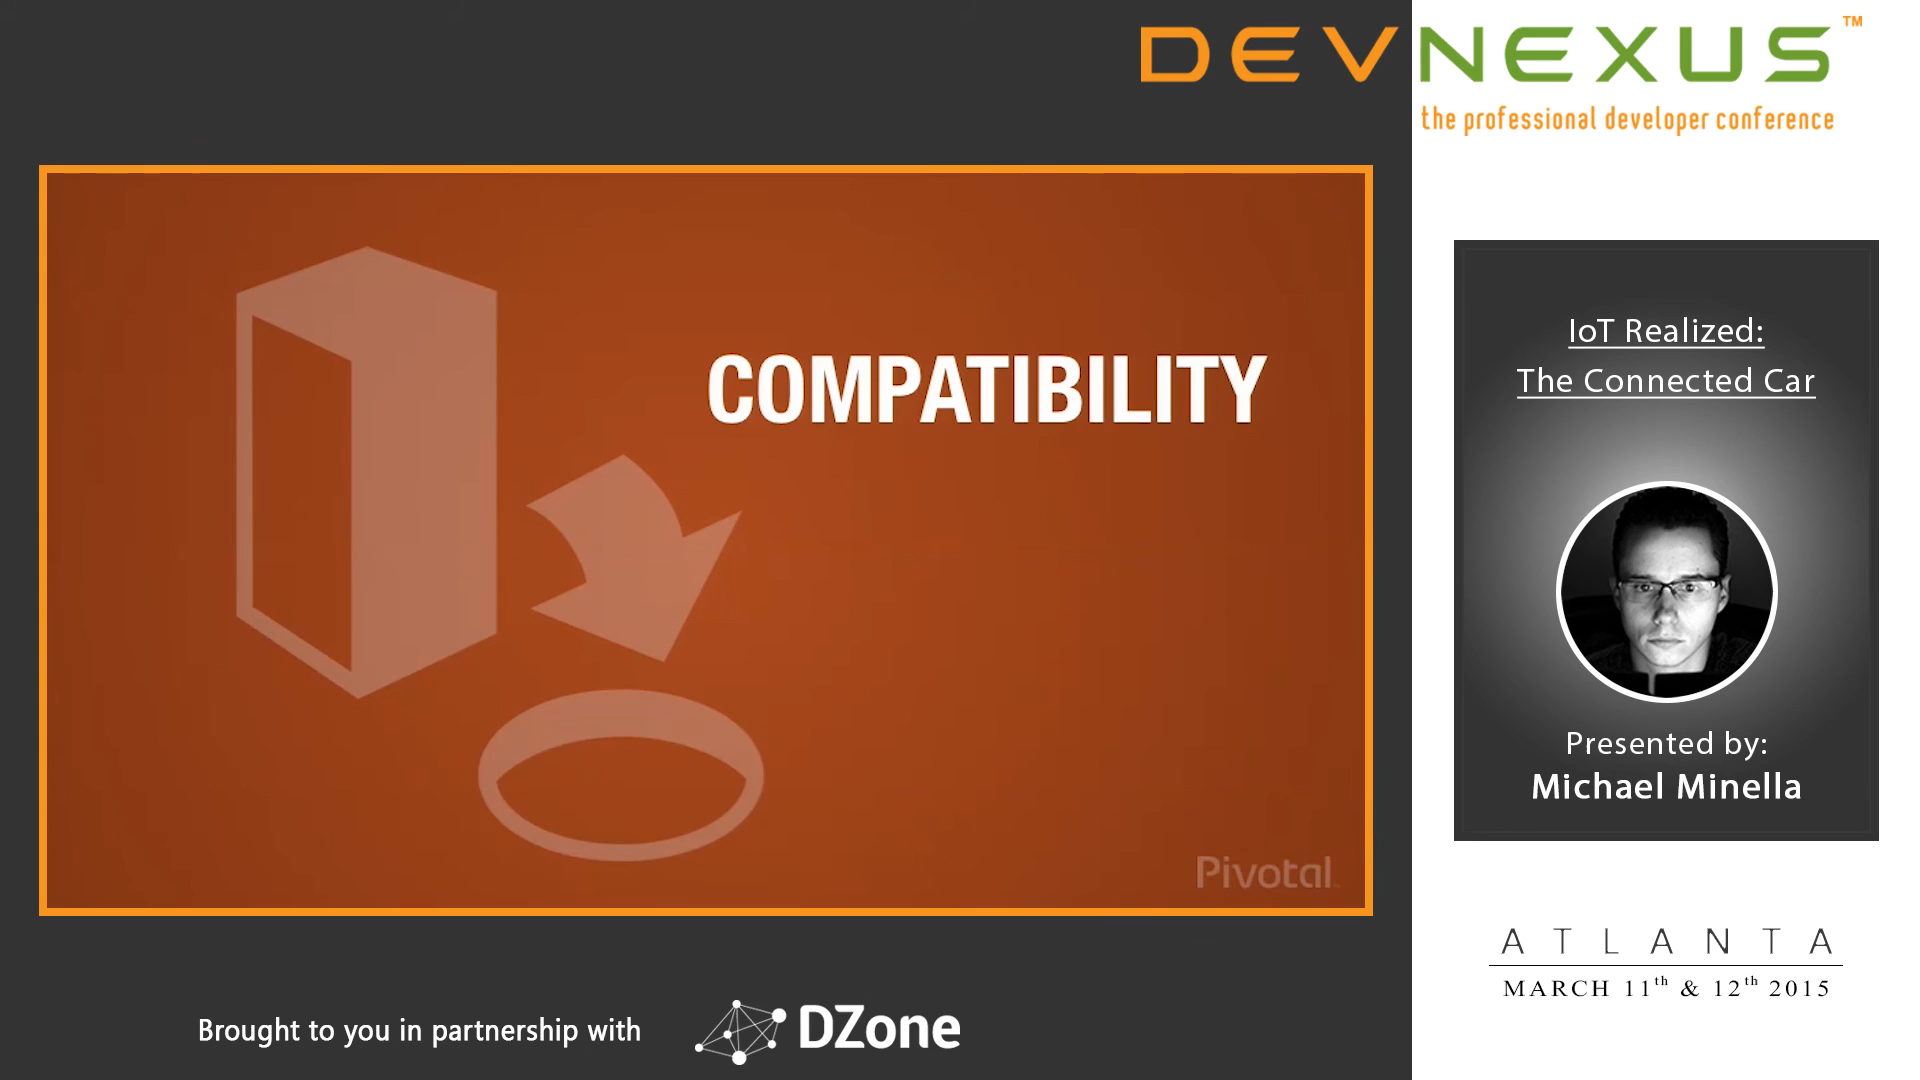 DEVNEXUS™
the professional developer conference
COMPATIBILITY
Pivotal
IoT Realized:
The Connected Car
Presented by:
Michael Minella
ATLANTA
MARCH 11th & 12th 2015
Brought to you in partnership with
DZone